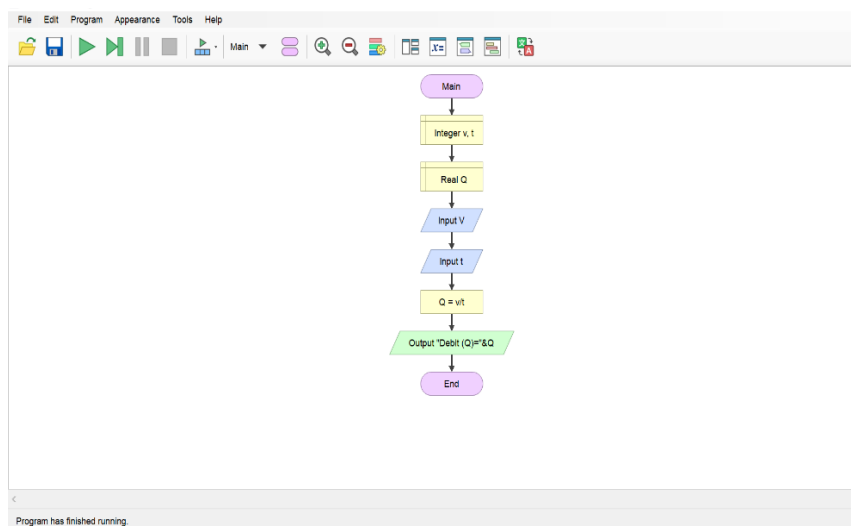 File Edit Program Appearance Tools Help
Main
x=
Main
Integer v, t
Real Q
Input V
Input t
Q = v/t
Output "Debit (Q)="&Q
End
Program has finished running.